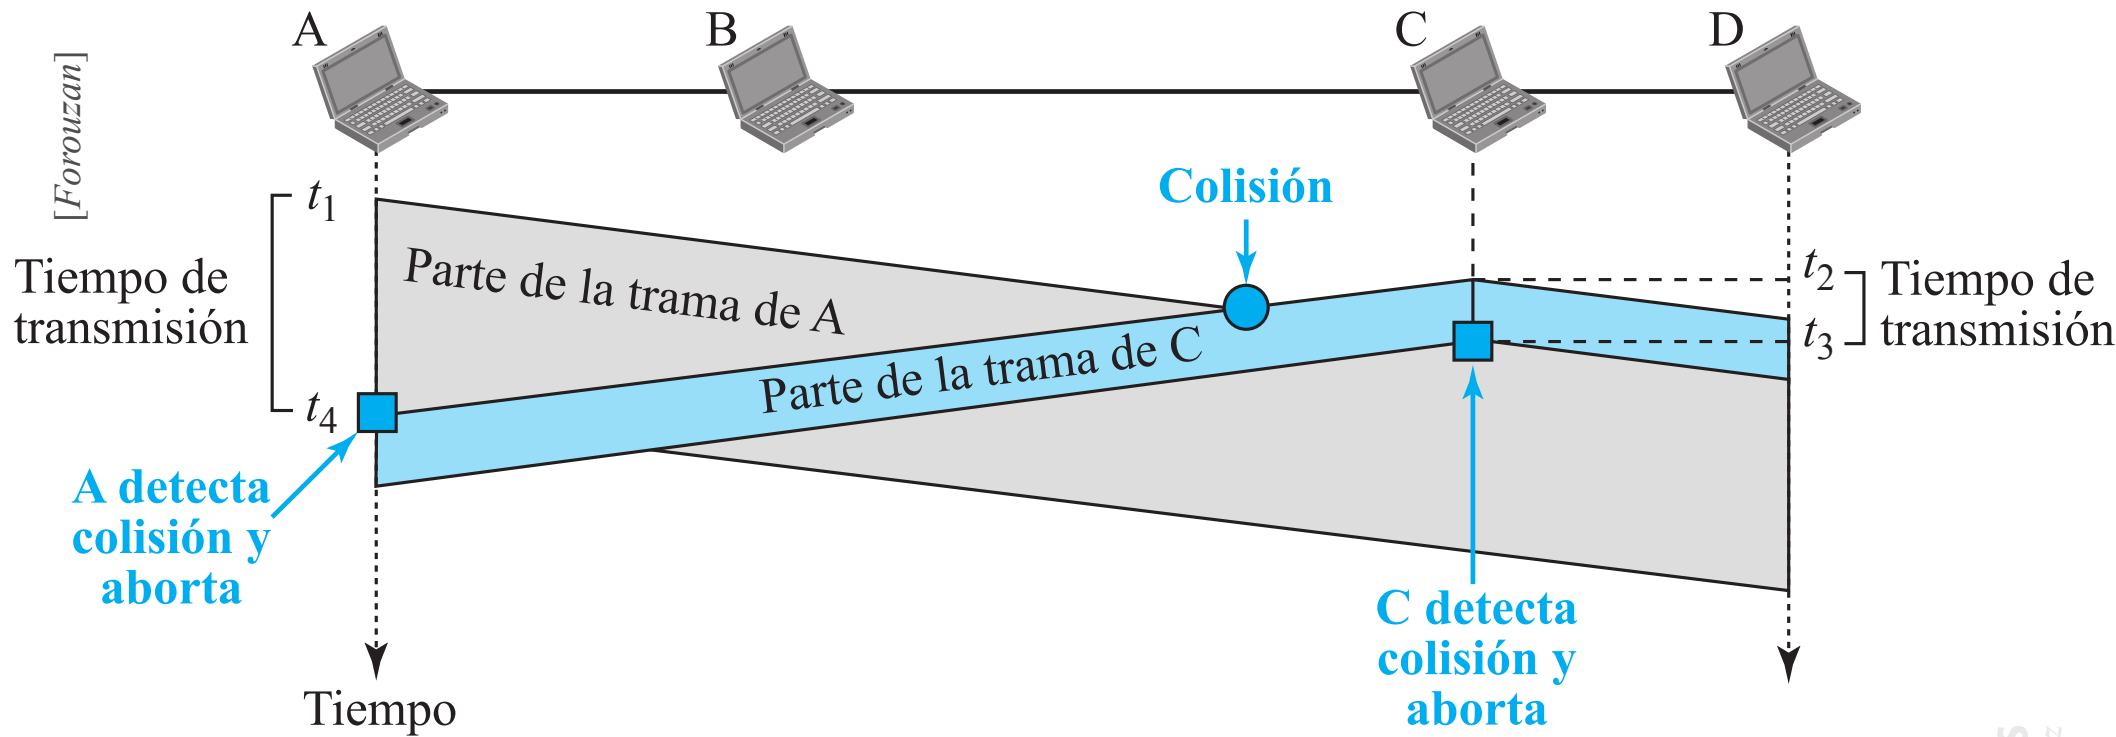 [Forouzan]
A
B
C
D
Colisión
t1
Tiempo de
transmisión
t4
Parte de la trama de A
Parte de la trama de C
t2
t3
Tiempo de
transmisión
A detecta
colisión y
aborta
C detecta
colisión y
aborta
Tiempo